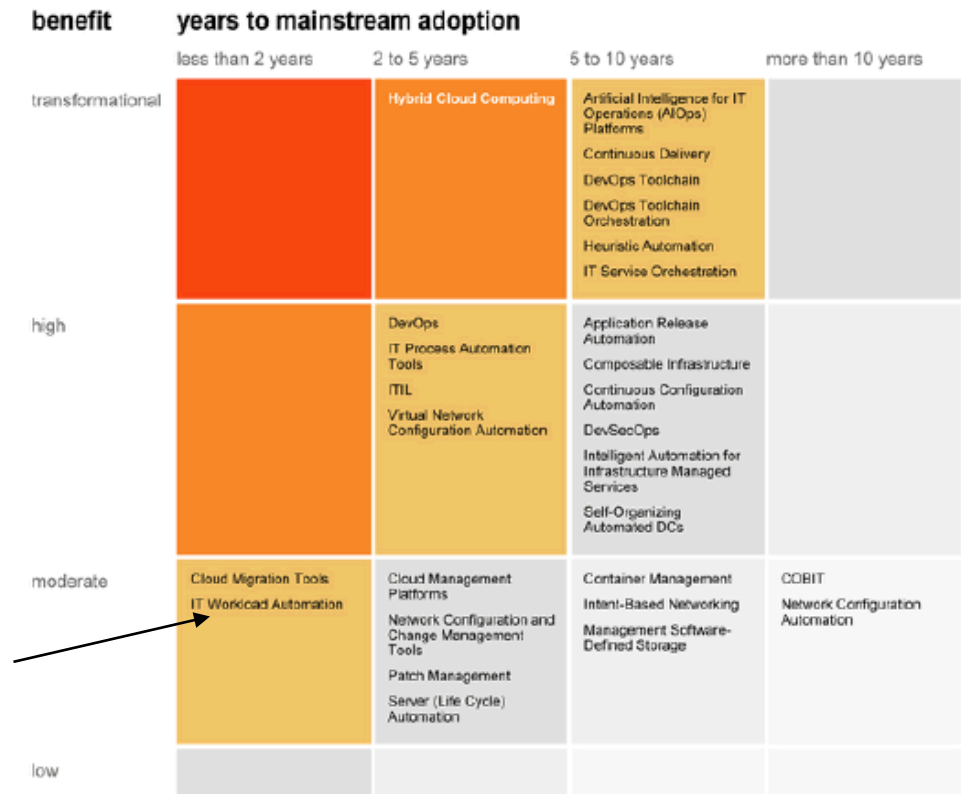 benefit
years to mainstream adoption
less than 2 years
2 to 5 years
5 to 10 years
more than 10 years
transformational
Hybrid Cloud Computing
Artificial Intelligence for IT
Operations (AIOps)
Platforms
Continuous Delivery
DevOps Toolchain
DevOps Toolchain
Orchestration
Heuristic Automation
IT Service Orchestration
high
DevOps
IT Process Automation
Tools
ITIL
Virtual Network
Configuration Automation
Application Release
Automation
Composable Infrastructure
Continuous Configuration
Automation
DevSecOps
Intelligent Automation for
Infrastructure Managed
Services
Self-Organizing
Automated DCs
moderate
Cloud Migration Tools
IT Workload Automation
Cloud Management
Platforms
Network Configuration and
Change Management
Tools
Patch Management
Server (Life Cycle)
Automation
Container Management
Intent-Based Networking
Management Software-
Defined Storage
COBIT
Network Configuration
Automation
low